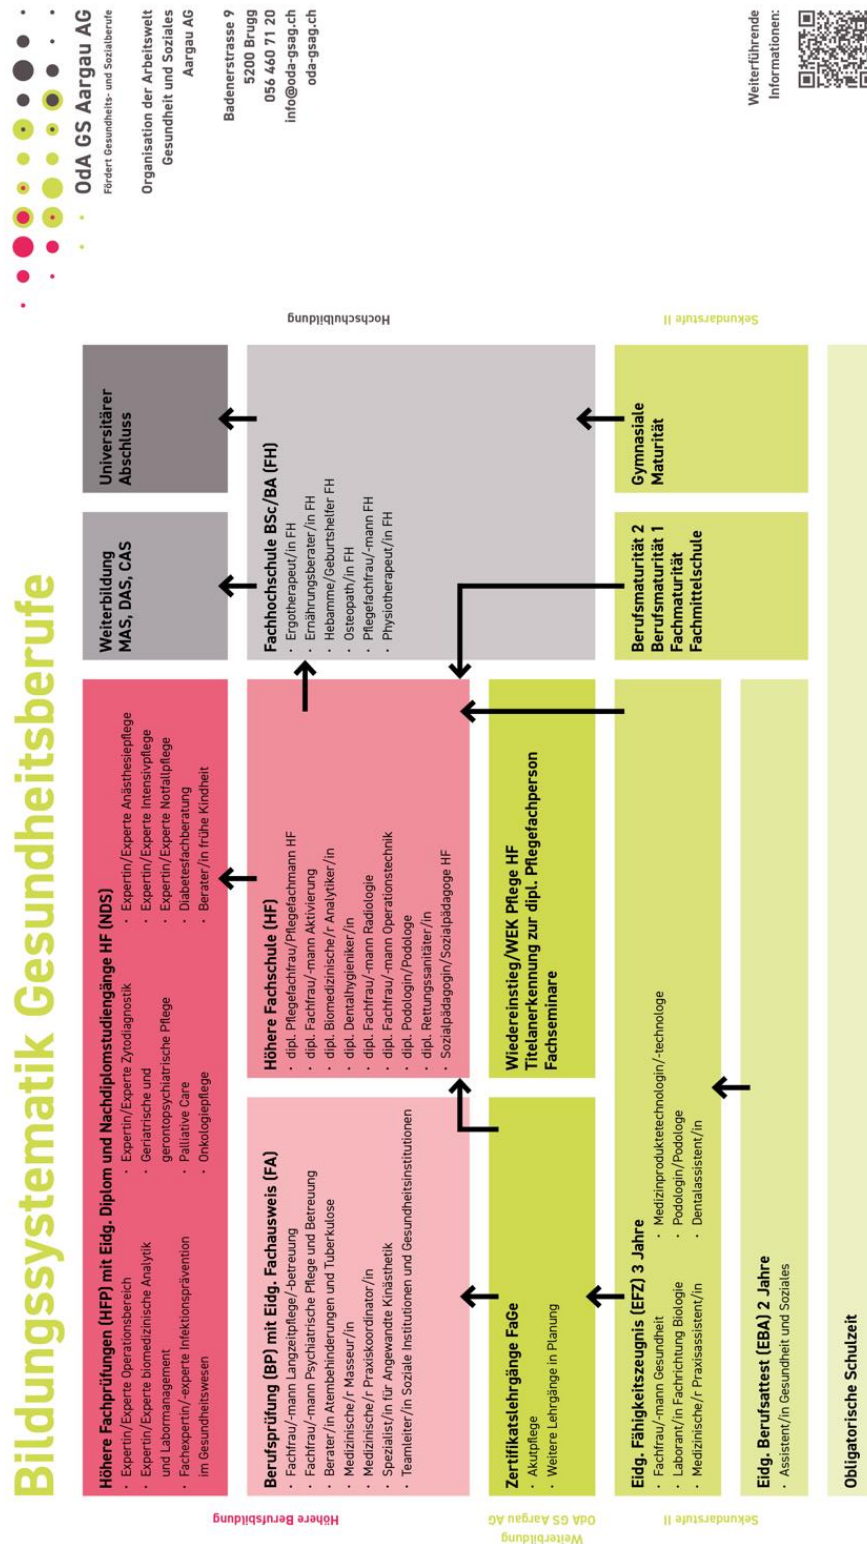 Bildungssystematik Gesundheitsberufe
OdA GS Aargau AG
Fördert Gesundheits- und Sozialberufe
Organisation der Arbeitswelt
Gesundheit und Soziales
Aargau AG
Badenerstrasse 9
5200 Brugg
056 460 71 20
info@oda-gsag.ch
oda-gsag.ch
Weiterführende
Informationen:
Höhere Berufsbildung
Höhere Fachprüfungen (HFP) mit Eidg. Diplom und Nachdiplomstudiengänge HF (NDS)
· Expertin/Experte Operationsbereich
· Expertin/Experte biomedizinische Analytik
und Labormanagement
· Fachexpertin/-experte Infektionsprävention
im Gesundheitswesen
· Expertin/Experte Zytodiagnostik
· Geriatrische und
gerontopsychiatrische Pflege
· Palliative Care
· Onkologiepflege
· Expertin/Experte Anästhesiepflege
· Expertin/Experte Intensivpflege
· Expertin/Experte Notfallpflege
· Diabetesfachberatung
· Berater/in frühe Kindheit
Weiterbildung
MAS, DAS, CAS
Universitärer
Abschluss
Hochschulbildung
Berufsprüfung (BP) mit Eidg. Fachausweis (FA)
· Fachfrau/-mann Langzeitpflege/-betreuung
· Fachfrau/-mann Psychiatrische Pflege und Betreuung
· Berater/in Atembehinderungen und Tuberkulose
· Medizinische/r Masseur/in
· Medizinische/r Praxiskoordinator/in
· Spezialist/in für Angewandte Kinästhetik
· Teamleiter/in Soziale Institutionen und Gesundheitsinstitutionen
Höhere Fachschule (HF)
· dipl. Pflegefachfrau/Pflegefachmann HF
· dipl. Fachfrau/-mann Aktivierung
· dipl. Biomedizinische/r Analytiker/in
· dipl. Dentalhygieniker/in
· dipl. Fachfrau/-mann Radiologie
· dipl. Fachfrau/-mann Operationstechnik
· dipl. Podologin/Podologe
· dipl. Rettungssanitäter/in
· Sozialpädagogin/Sozialpädagoge HF
Fachhochschule BSc/BA (FH)
· Ergotherapeut/in FH
· Ernährungsberater/in FH
· Hebamme/Geburtshelfer FH
· Osteopath/in FH
· Pflegefachfrau/-mann FH
· Physiotherapeut/in FH
Weiterbildung
OdA GS Aargau AG
Zertifikatslehrgänge FaGe
· Akutpflege
· Weitere Lehrgänge in Planung
Wiedereinstieg/WEK Pflege HF
Titelanerkennung zur dipl. Pflegefachperson
Fachseminare
Sekundarstufe II
Eidg. Fähigkeitszeugnis (EFZ) 3 Jahre
· Fachfrau/-mann Gesundheit
· Laborant/in Fachrichtung Biologie
· Medizinische/r Praxisassistent/in
· Medizinproduktetechnologin/-technologe
· Podologin/Podologe
· Dentalassistent/in
Berufsmaturität 2
Berufsmaturität 1
Fachmaturität
Fachmittelschule
Gymnasiale
Maturität
Sekundarstufe II
Eidg. Berufsattest (EBA) 2 Jahre
· Assistent/in Gesundheit und Soziales
Obligatorische Schulzeit